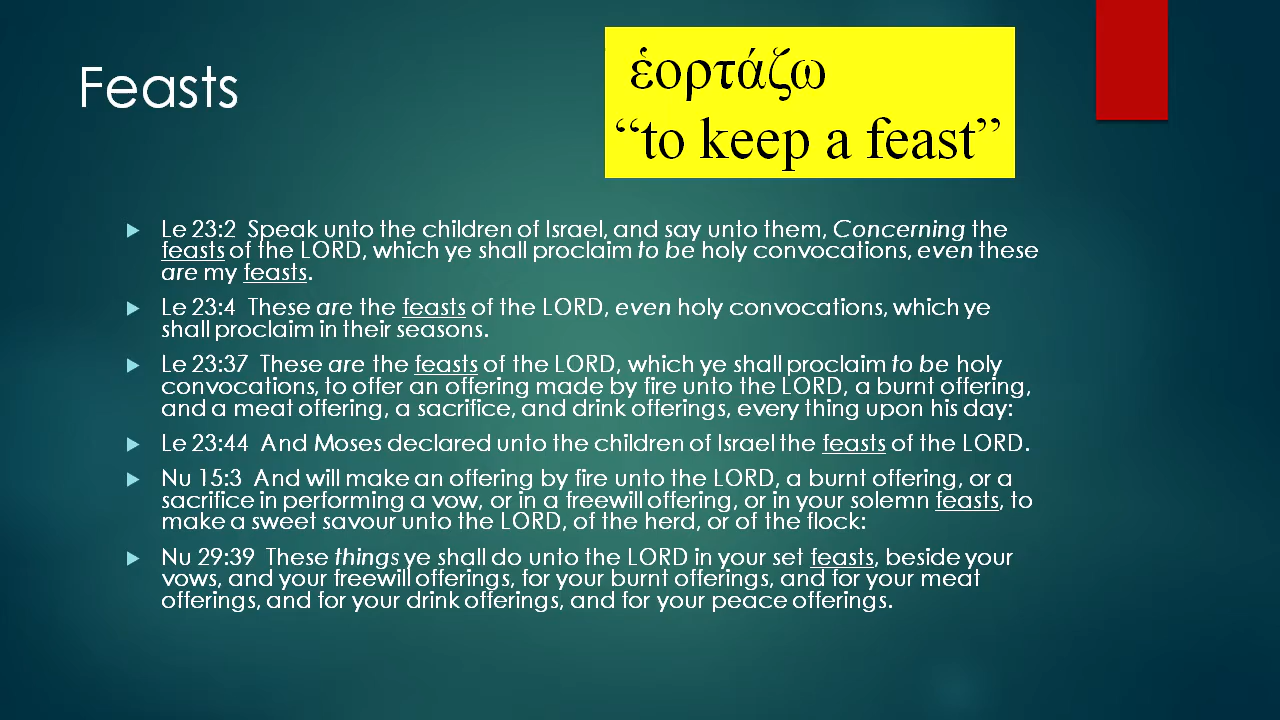 Feasts
ἑορτάζω
“to keep a feast”
Le 23:2 Speak unto the children of Israel, and say unto them, Concerning the
feasts of the LORD, which ye shall proclaim to be holy convocations, even these
are my feasts.
Le 23:4 These are the feasts of the LORD, even holy convocations, which ye
shall proclaim in their seasons.
Le 23:37 These are the feasts of the LORD, which ye shall proclaim to be holy
convocations, to offer an offering made by fire unto the LORD, a burnt offering,
and a meat offering, a sacrifice, and drink offerings, every thing upon his day:
Le 23:44 And Moses declared unto the children of Israel the feasts of the LORD.
Nu 15:3 And will make an offering by fire unto the LORD, a burnt offering, or a
sacrifice in performing a vow, or in a freewill offering, or in your solemn feasts, to
make a sweet savour unto the LORD, of the herd, or of the flock:
Nu 29:39 These things ye shall do unto the LORD in your set feasts, beside your
vows, and your freewill offerings, for your burnt offerings, and for your meat
offerings, and for your drink offerings, and for your peace offerings.